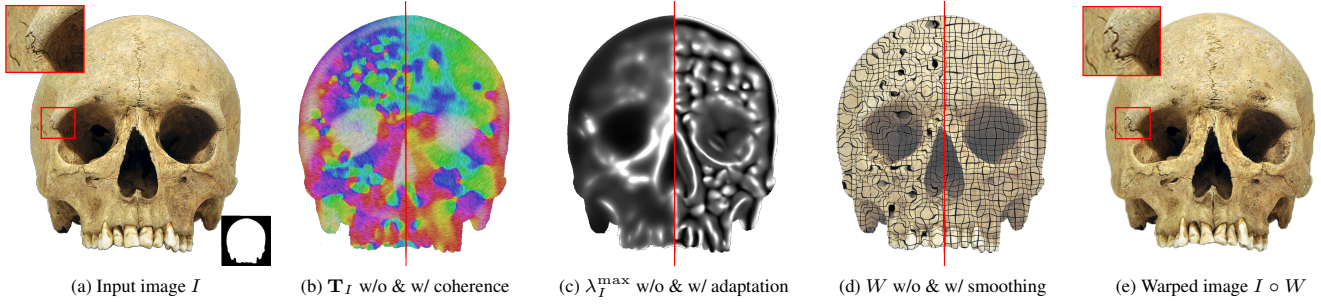 (a) Input image I
(b) T_I w/o & w/ coherence
(c) λ_I^max w/o & w/ adaptation
(d) W w/o & w/ smoothing
(e) Warped image I ∘ W